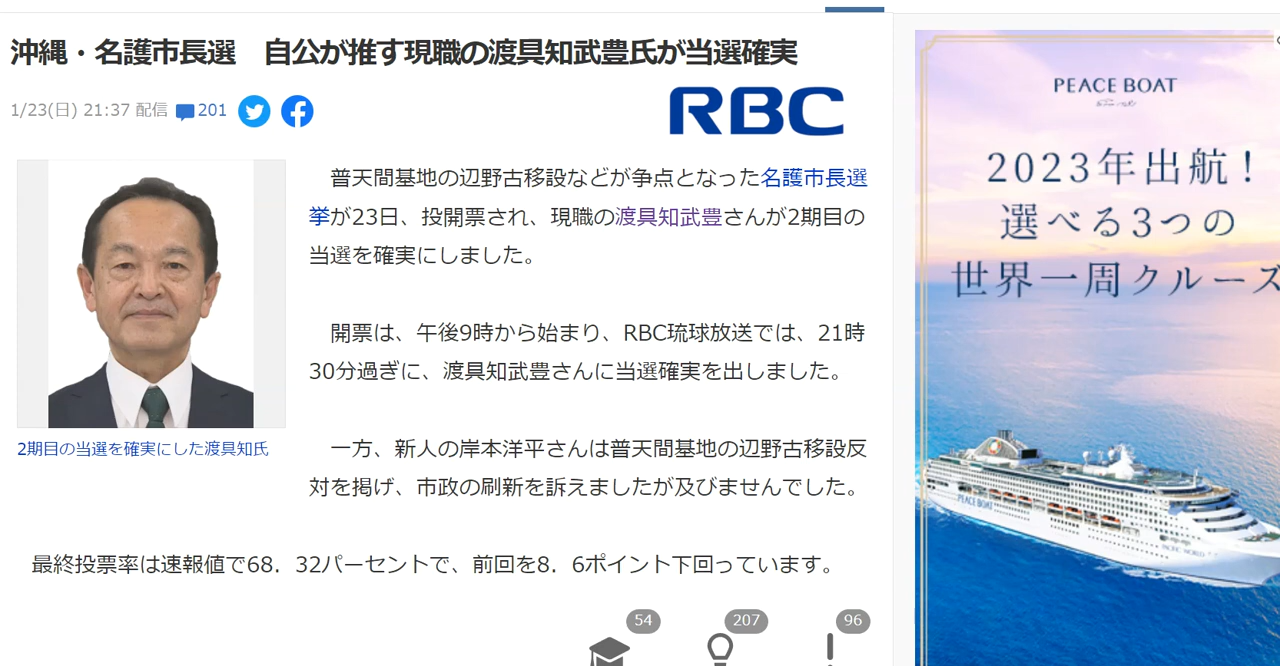 沖縄・名護市長選　自公が推す現職の渡具知武豊氏が当選確実
1/23(日) 21:37 配信 201
RBC
普天間基地の辺野古移設などが争点となった名護市長選
挙が23日、投開票され、現職の渡具知武豊さんが2期目の
当選を確実にしました。
開票は、午後9時から始まり、RBC琉球放送では、21時
30分過ぎに、渡具知武豊さんに当選確実を出しました。
2期目の当選を確実にした渡具知氏
一方、新人の岸本洋平さんは普天間基地の辺野古移設反
対を掲げ、市政の刷新を訴えましたが及びませんでした。
最終投票率は速報値で68．32パーセントで、前回を8．6ポイント下回っています。
54
207
96
PEACE BOAT
2023年出航！
選べる3つの
世界一周クルーズ
PEACE BOAT
PACIFIC WORLD